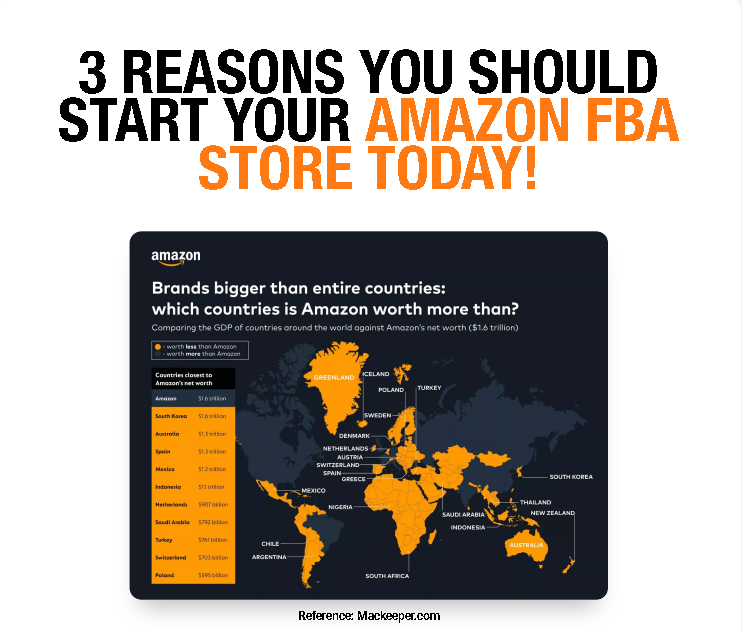 3 REASONS YOU SHOULD
START YOUR AMAZON FBA
STORE TODAY!
amazon
Brands bigger than entire countries:
which countries is Amazon worth more than?
Comparing the GDP of countries around the world against Amazon's net worth ($1.6 trillion)
- worth less than Amazon
- worth more than Amazon
Countries closest to
Amazon's net worth
Amazon $1.6 trillion
South Korea $1.6 trillion
Australia $1.3 trillion
Spain $1.3 trillion
Mexico $1.2 trillion
Indonesia $1.1 trillion
Netherlands $907 billion
Saudi Arabia $792 billion
Turkey $761 billion
Switzerland $703 billion
Poland $595 billion
GREENLAND
ICELAND
POLAND
TURKEY
SWEDEN
DENMARK
NETHERLANDS
AUSTRIA
SWITZERLAND
SPAIN
GREECE
MEXICO
NIGERIA
SOUTH KOREA
THAILAND
SAUDI ARABIA
NEW ZEALAND
INDONESIA
CHILE
ARGENTINA
AUSTRALIA
SOUTH AFRICA
Reference: Mackeeper.com